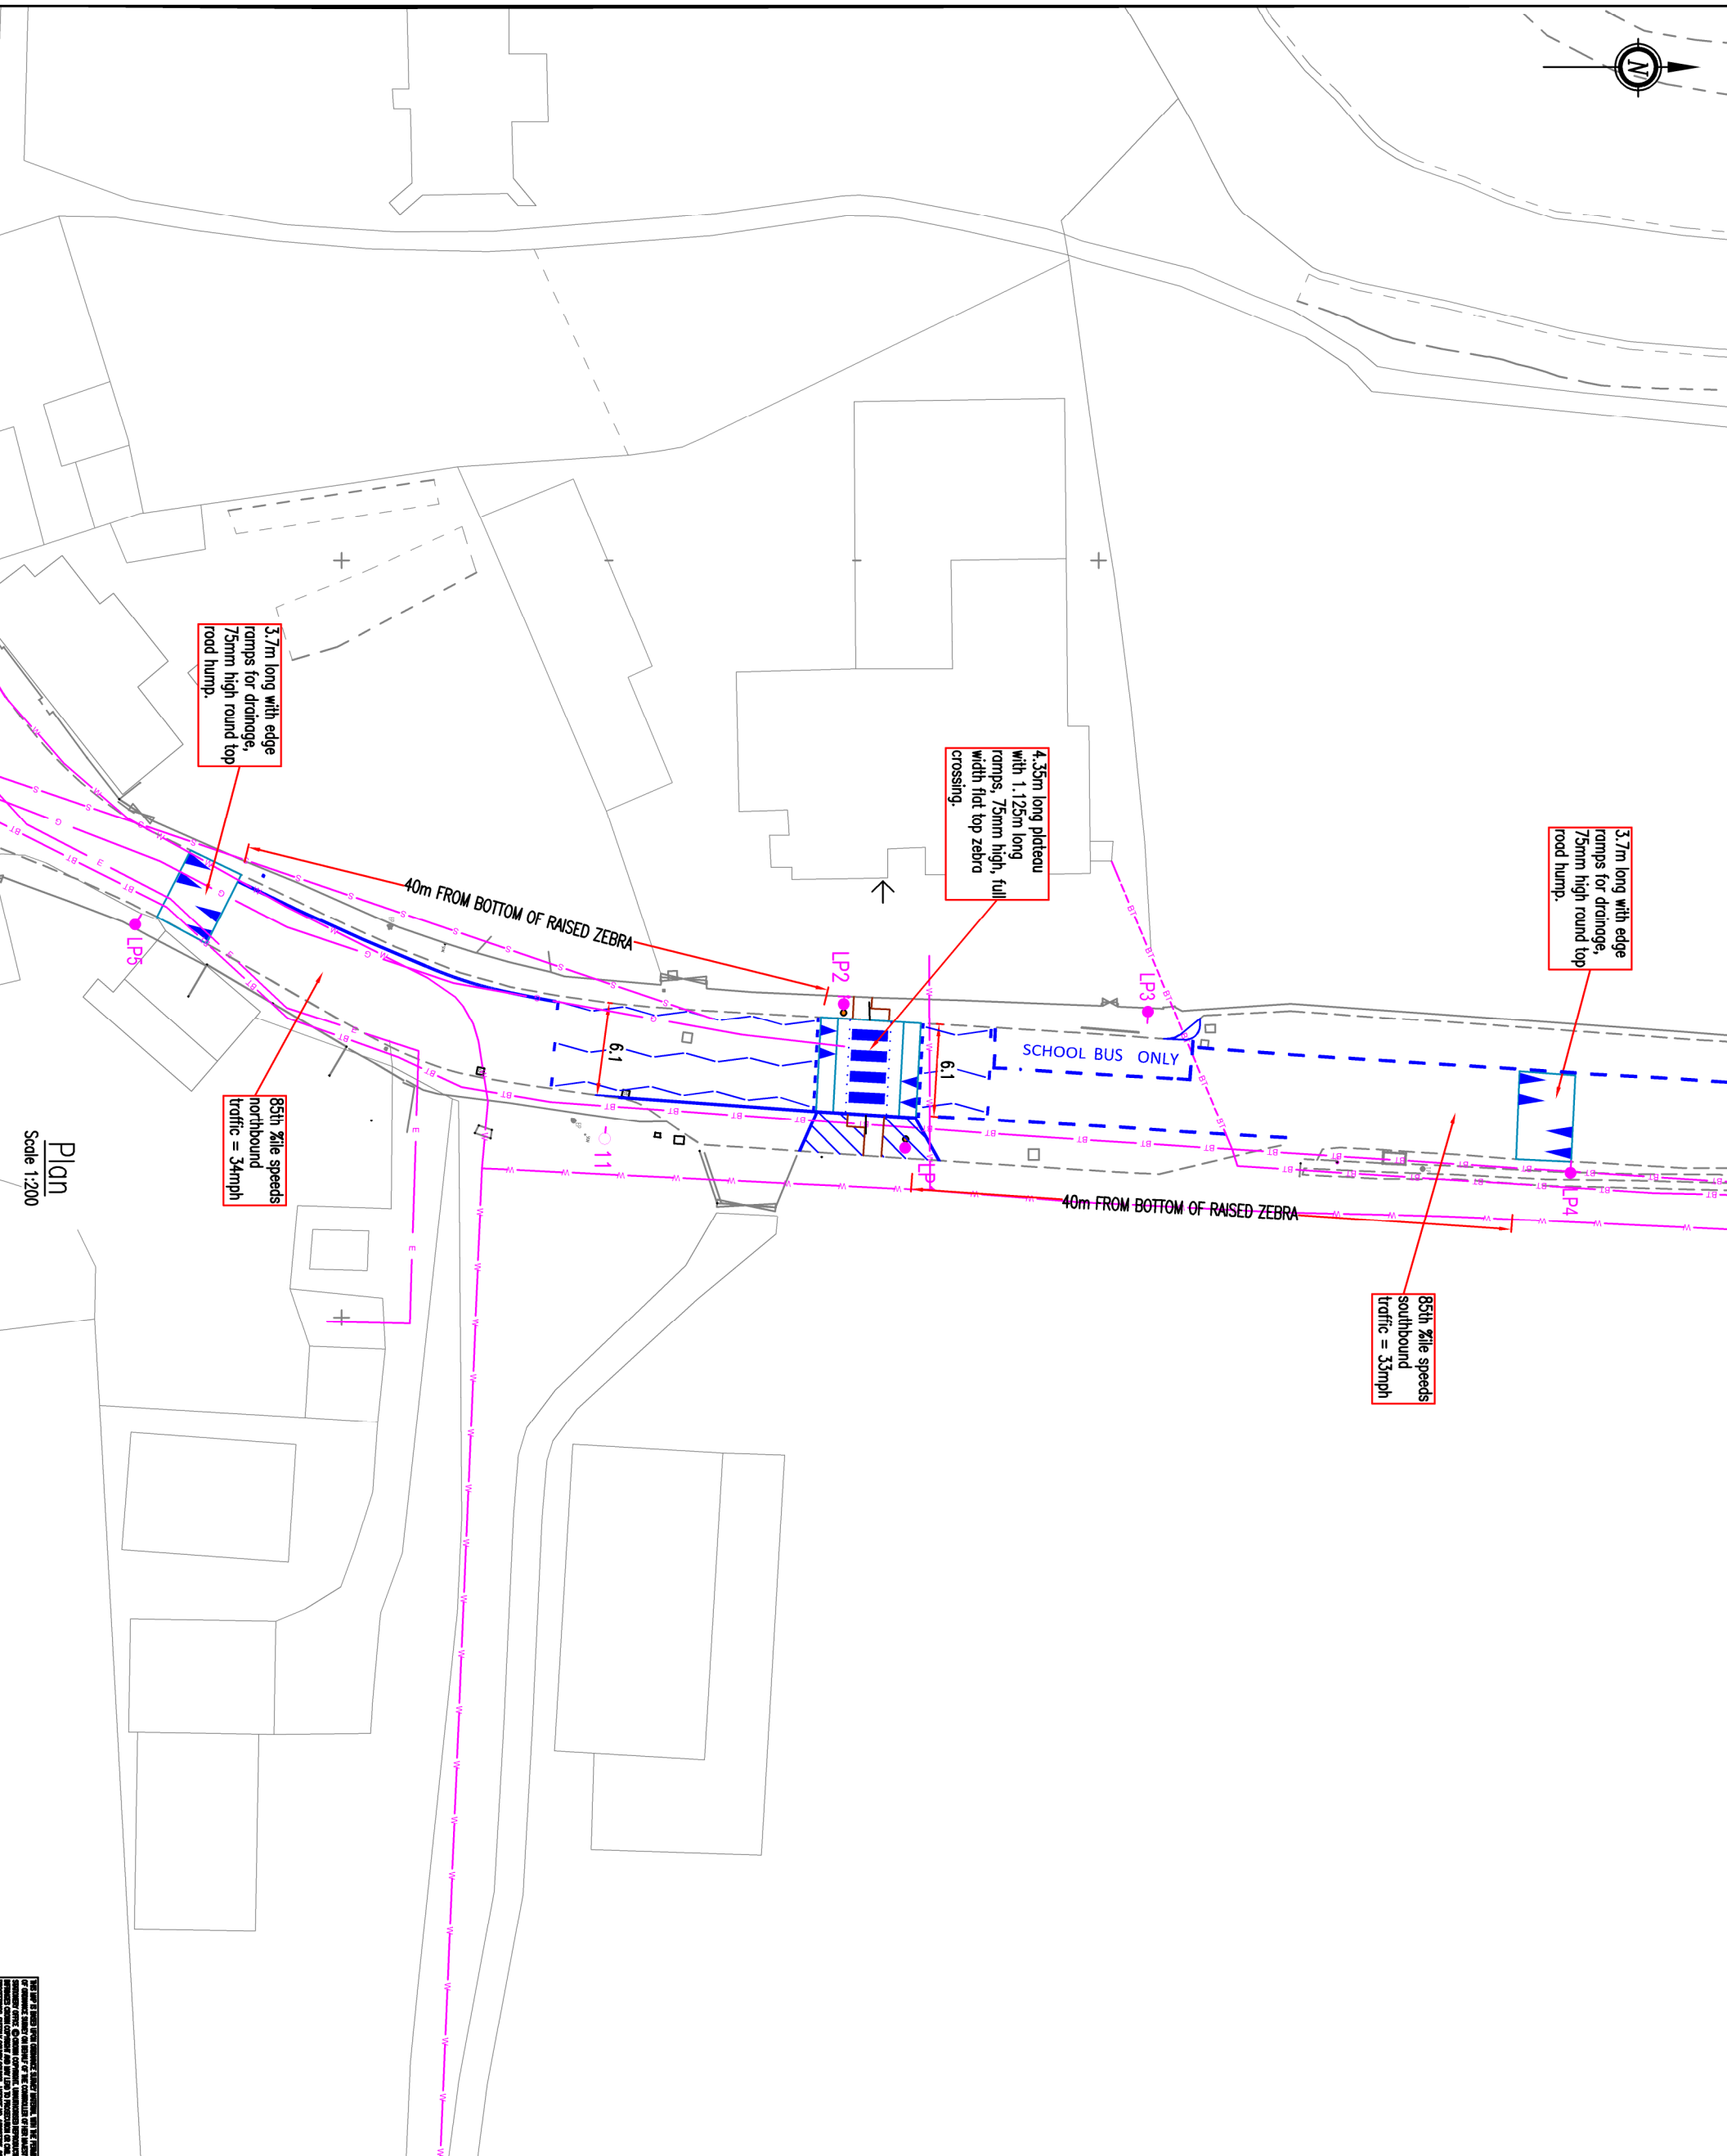 N
3.7m long with edge
ramps for drainage,
75mm high round top
road hump.
4.35m long plateau
with 1.125m long
ramps, 75mm high, full
width flat top zebra
crossing.
3.7m long with edge
ramps for drainage,
75mm high round top
road hump.
40m FROM BOTTOM OF RAISED ZEBRA
LP5
LP2
LP3
6.1
6.1
SCHOOL BUS ONLY
11
LP4
40m FROM BOTTOM OF RAISED ZEBRA
85th %ile speeds
northbound
traffic = 34mph
85th %ile speeds
southbound
traffic = 33mph
Plan
Scale 1:200